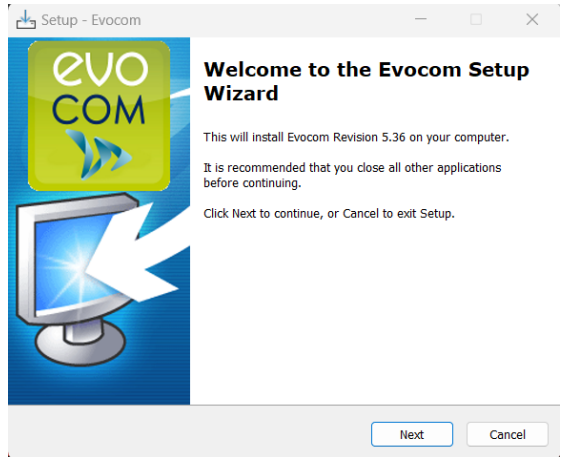 Setup - Evocom
evo
COM
Welcome to the Evocom Setup
Wizard
This will install Evocom Revision 5.36 on your computer.
It is recommended that you close all other applications
before continuing.
Click Next to continue, or Cancel to exit Setup.
Next
Cancel